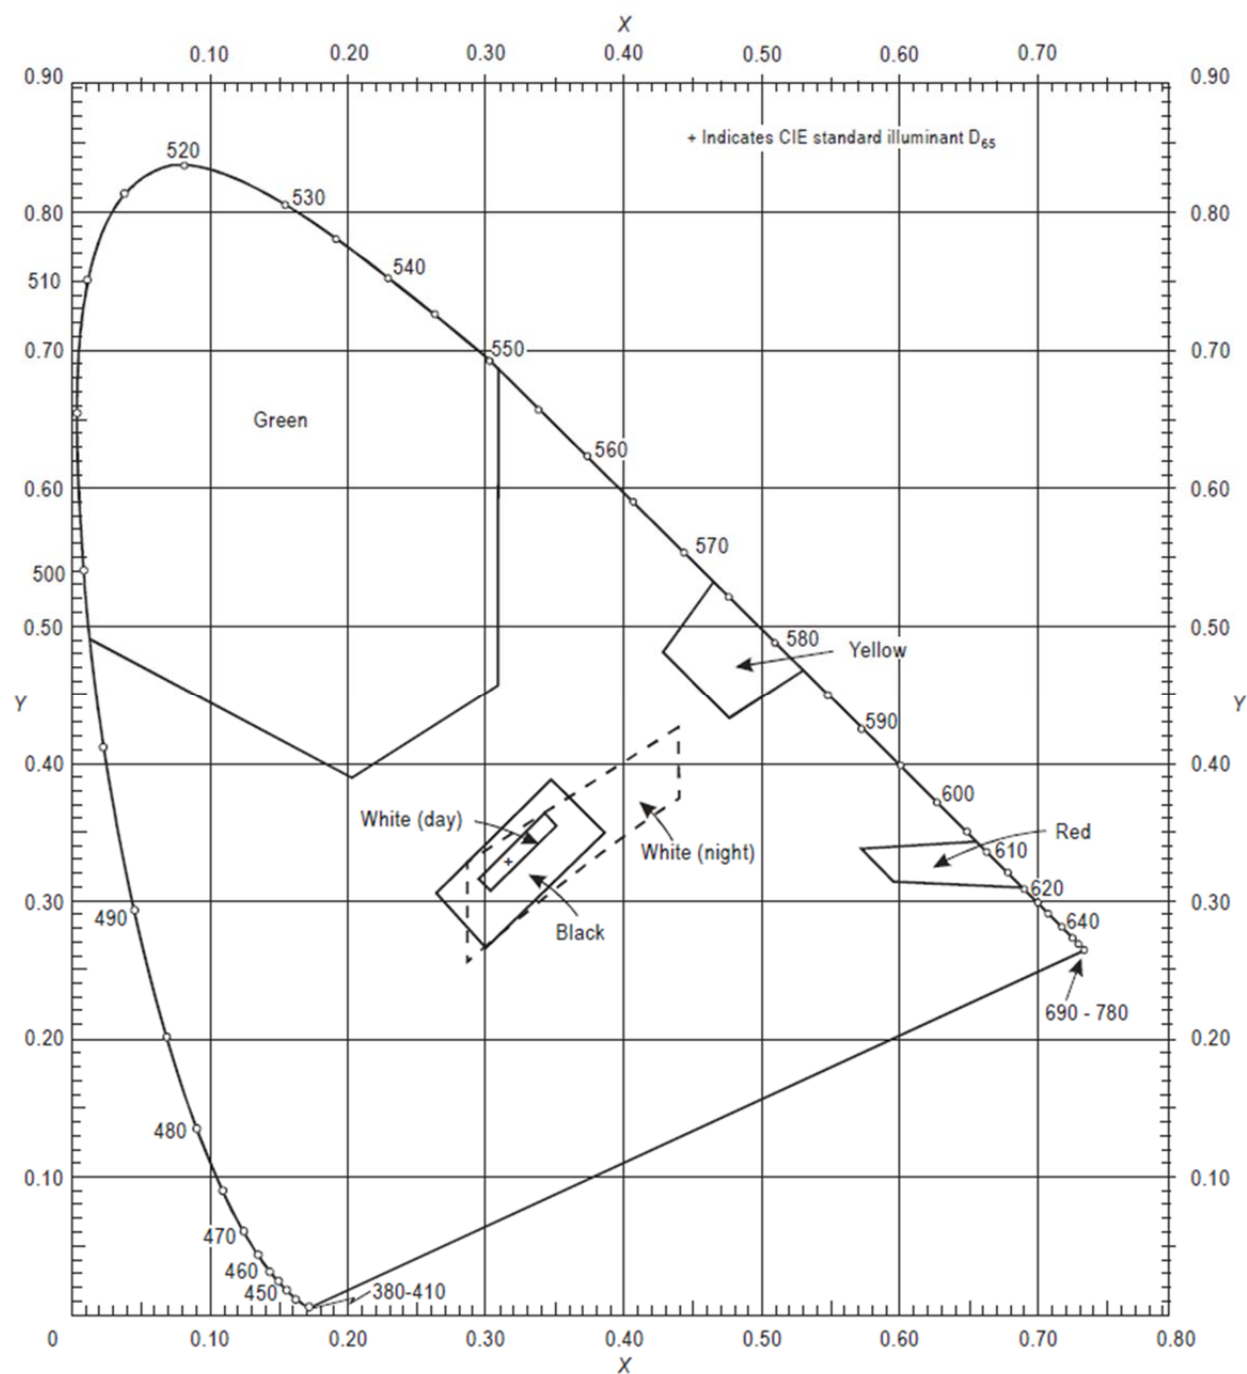 X
0.10 0.20 0.30 0.40 0.50 0.60 0.70
0.90 0.90
+ Indicates CIE standard illuminant D65
520
530
0.80 0.80
540
510
550
0.70 0.70
Green
560
0.60 0.60
570
500
0.50 0.50
580
Yellow
Y Y
590
0.40 0.40
600
White (day)
Red
White (night)
610
620
0.30 0.30
490
640
Black
690 - 780
0.20 0.20
480
0.10 0.10
470
460
450
380-410
0 0.10 0.20 0.30 0.40 0.50 0.60 0.70 0.80
X